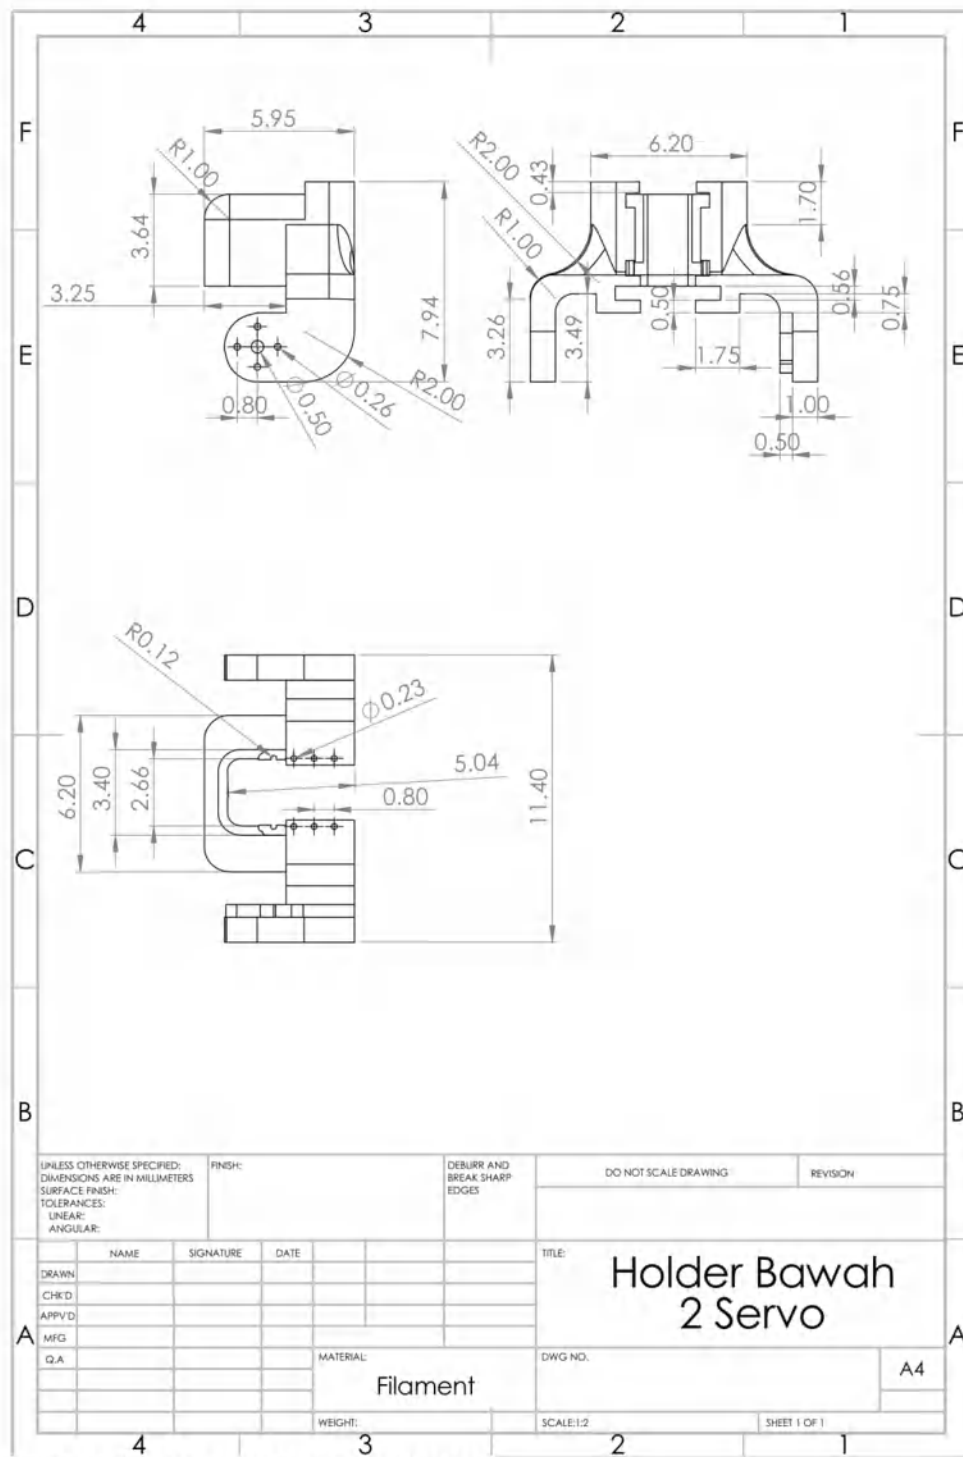 4 3 2 1
F F
E E
D D
C C
B B
A A
5.95
R1.00
3.64
3.25
7.94
0.80
Ø0.50
Ø0.26
R2.00
R2.00
0.43
6.20
1.70
R1.00
3.26
3.49
0.50
0.56
0.75
1.75
1.00
0.50
R0.12
Ø0.23
6.20
3.40
2.66
5.04
0.80
11.40
UNLESS OTHERWISE SPECIFIED:
DIMENSIONS ARE IN MILLIMETERS
SURFACE FINISH:
TOLERANCES:
LINEAR:
ANGULAR:
FINISH:
DEBURR AND
BREAK SHARP
EDGES
DO NOT SCALE DRAWING
REVISION
NAME SIGNATURE DATE
DRAWN
CHK'D
APPV'D
MFG
Q.A
TITLE:
Holder Bawah
2 Servo
MATERIAL:
Filament
DWG NO.
A4
WEIGHT:
SCALE:1:2
SHEET 1 OF 1
4 3 2 1